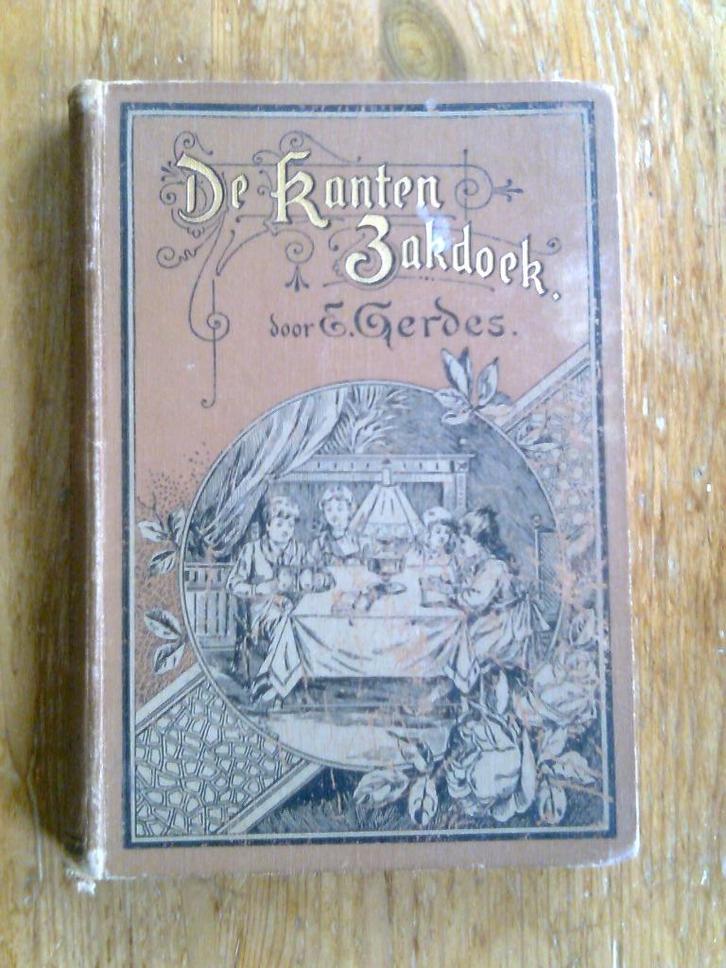 De Kanten
Zakdoek.
door E. Gerdes.